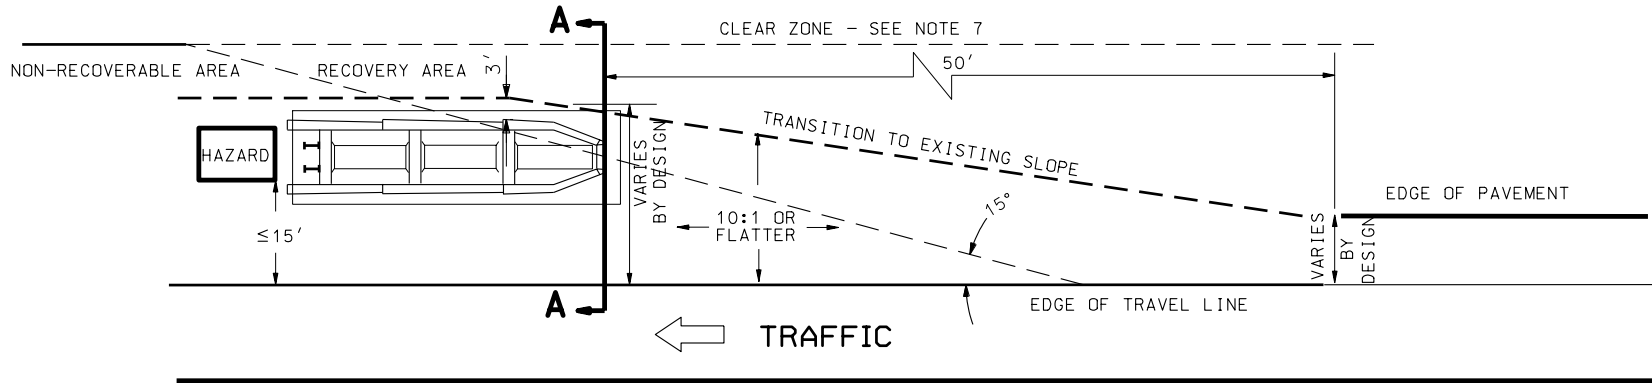 A
CLEAR ZONE - SEE NOTE 7
NON-RECOVERABLE AREA
RECOVERY AREA
3'
50'
TRANSITION TO EXISTING SLOPE
HAZARD
VARIES
BY DESIGN
10:1 OR
FLATTER
15°
EDGE OF PAVEMENT
≤15'
VARIES
BY
DESIGN
A
EDGE OF TRAVEL LINE
TRAFFIC